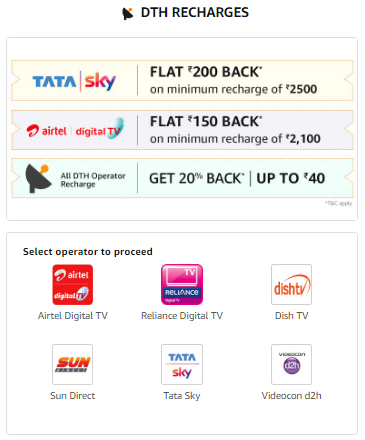 DTH RECHARGES
TATA sky
FLAT ₹200 BACK*
on minimum recharge of ₹2500
airtel digital TV
FLAT ₹150 BACK*
on minimum recharge of ₹2,100
All DTH Operator
Recharge
GET 20% BACK* | UP TO ₹40
*T&C apply
Select operator to proceed
airtel
digital TV
Airtel Digital TV
TV
RELIANCE
digital TV
Reliance Digital TV
dishtv
Dish TV
SUN
DIRECT
Sun Direct
TATA
sky
Tata Sky
VIDEOCON
d2h
Videocon d2h